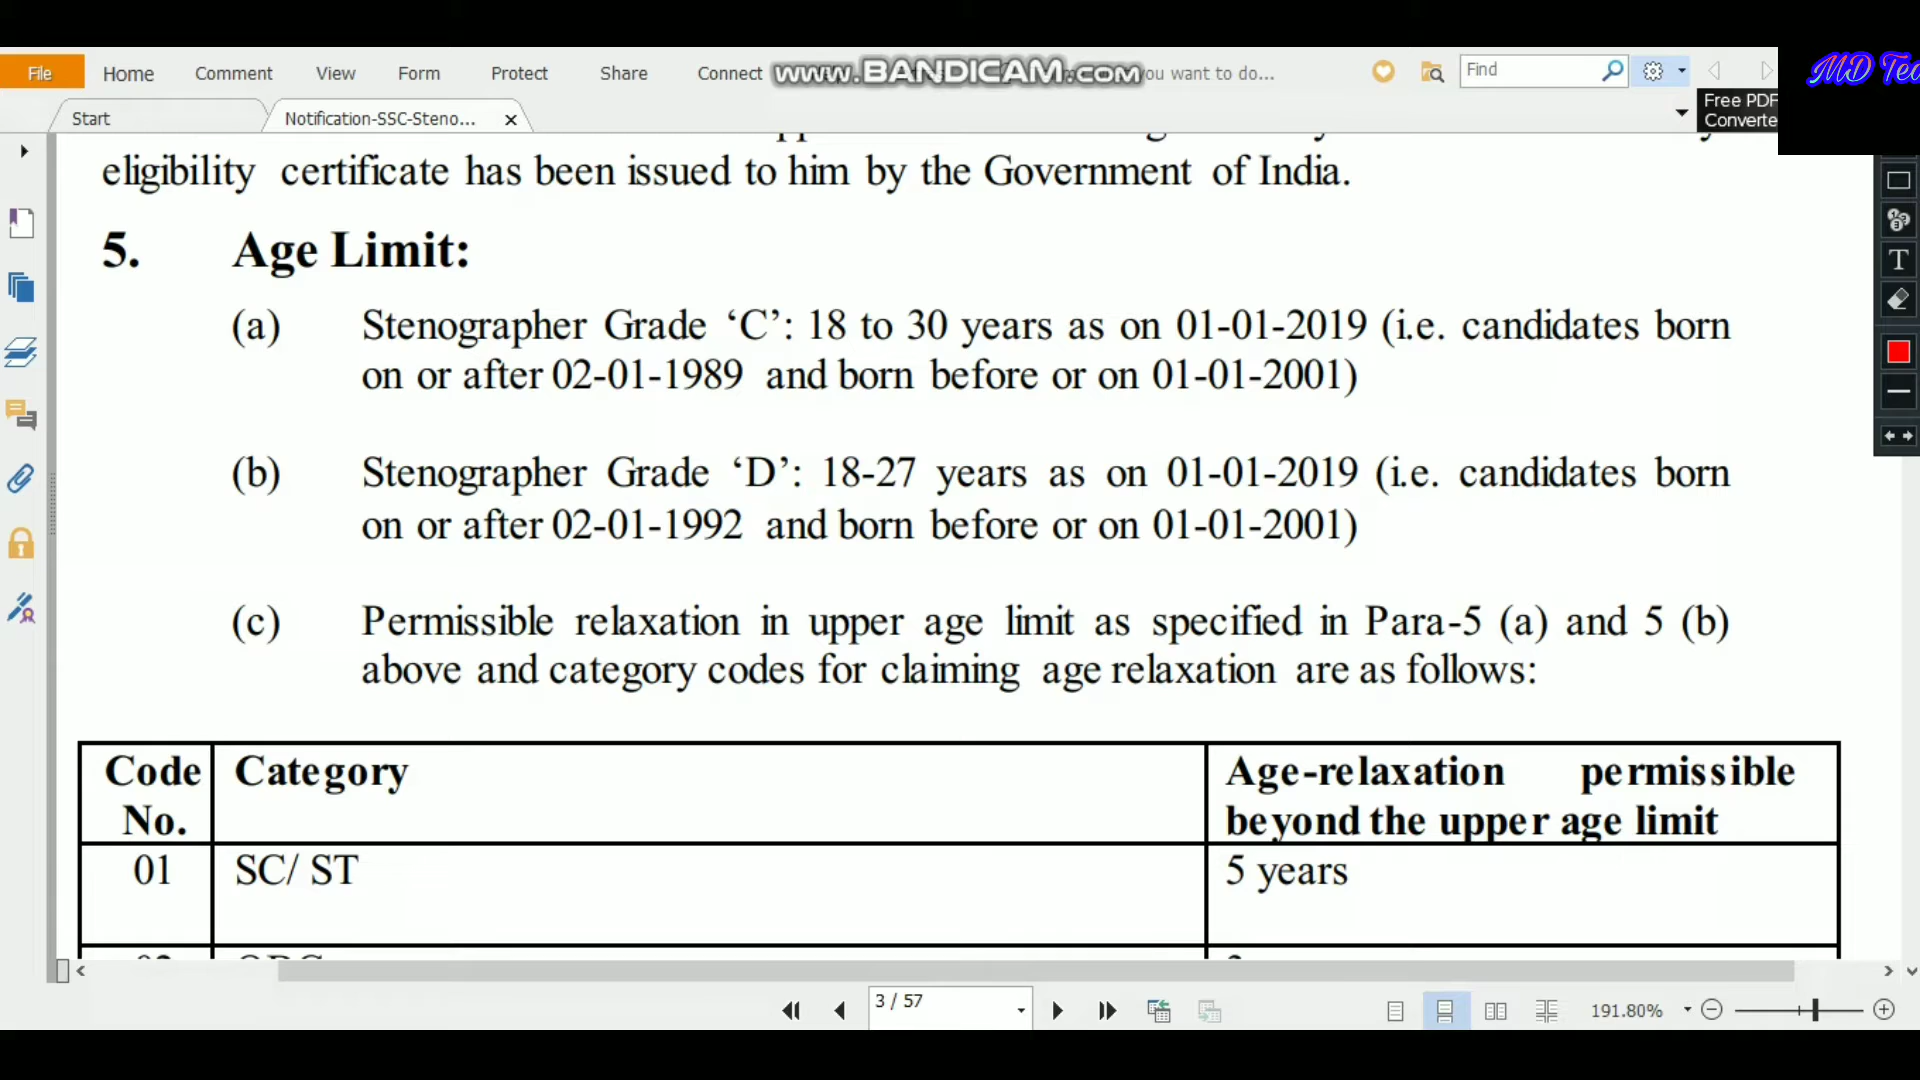 File Home Comment View Form Protect Share Connect www.BANDICAM.com you want to do... Find
MD Tec
Free PDF
Converte
Start Notification-SSC-Steno...
eligibility certificate has been issued to him by the Government of India.
5. Age Limit:
(a) Stenographer Grade ‘C’: 18 to 30 years as on 01-01-2019 (i.e. candidates born
on or after 02-01-1989 and born before or on 01-01-2001)
(b) Stenographer Grade ‘D’: 18-27 years as on 01-01-2019 (i.e. candidates born
on or after 02-01-1992 and born before or on 01-01-2001)
(c) Permissible relaxation in upper age limit as specified in Para-5 (a) and 5 (b)
above and category codes for claiming age relaxation are as follows:
Code Category Age-relaxation permissible
No. beyond the upper age limit
01 SC/ ST 5 years
3 / 57 191.80%